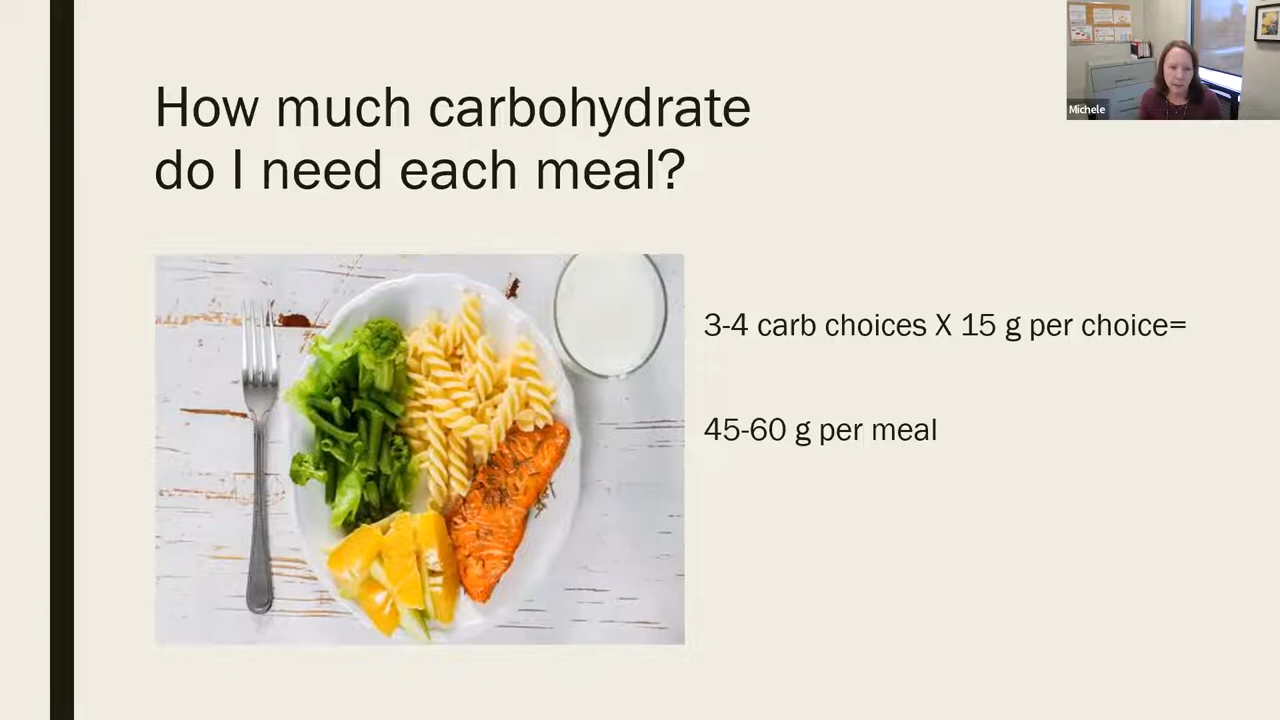 How much carbohydrate
do I need each meal?
3-4 carb choices X 15 g per choice=
45-60 g per meal
Michele